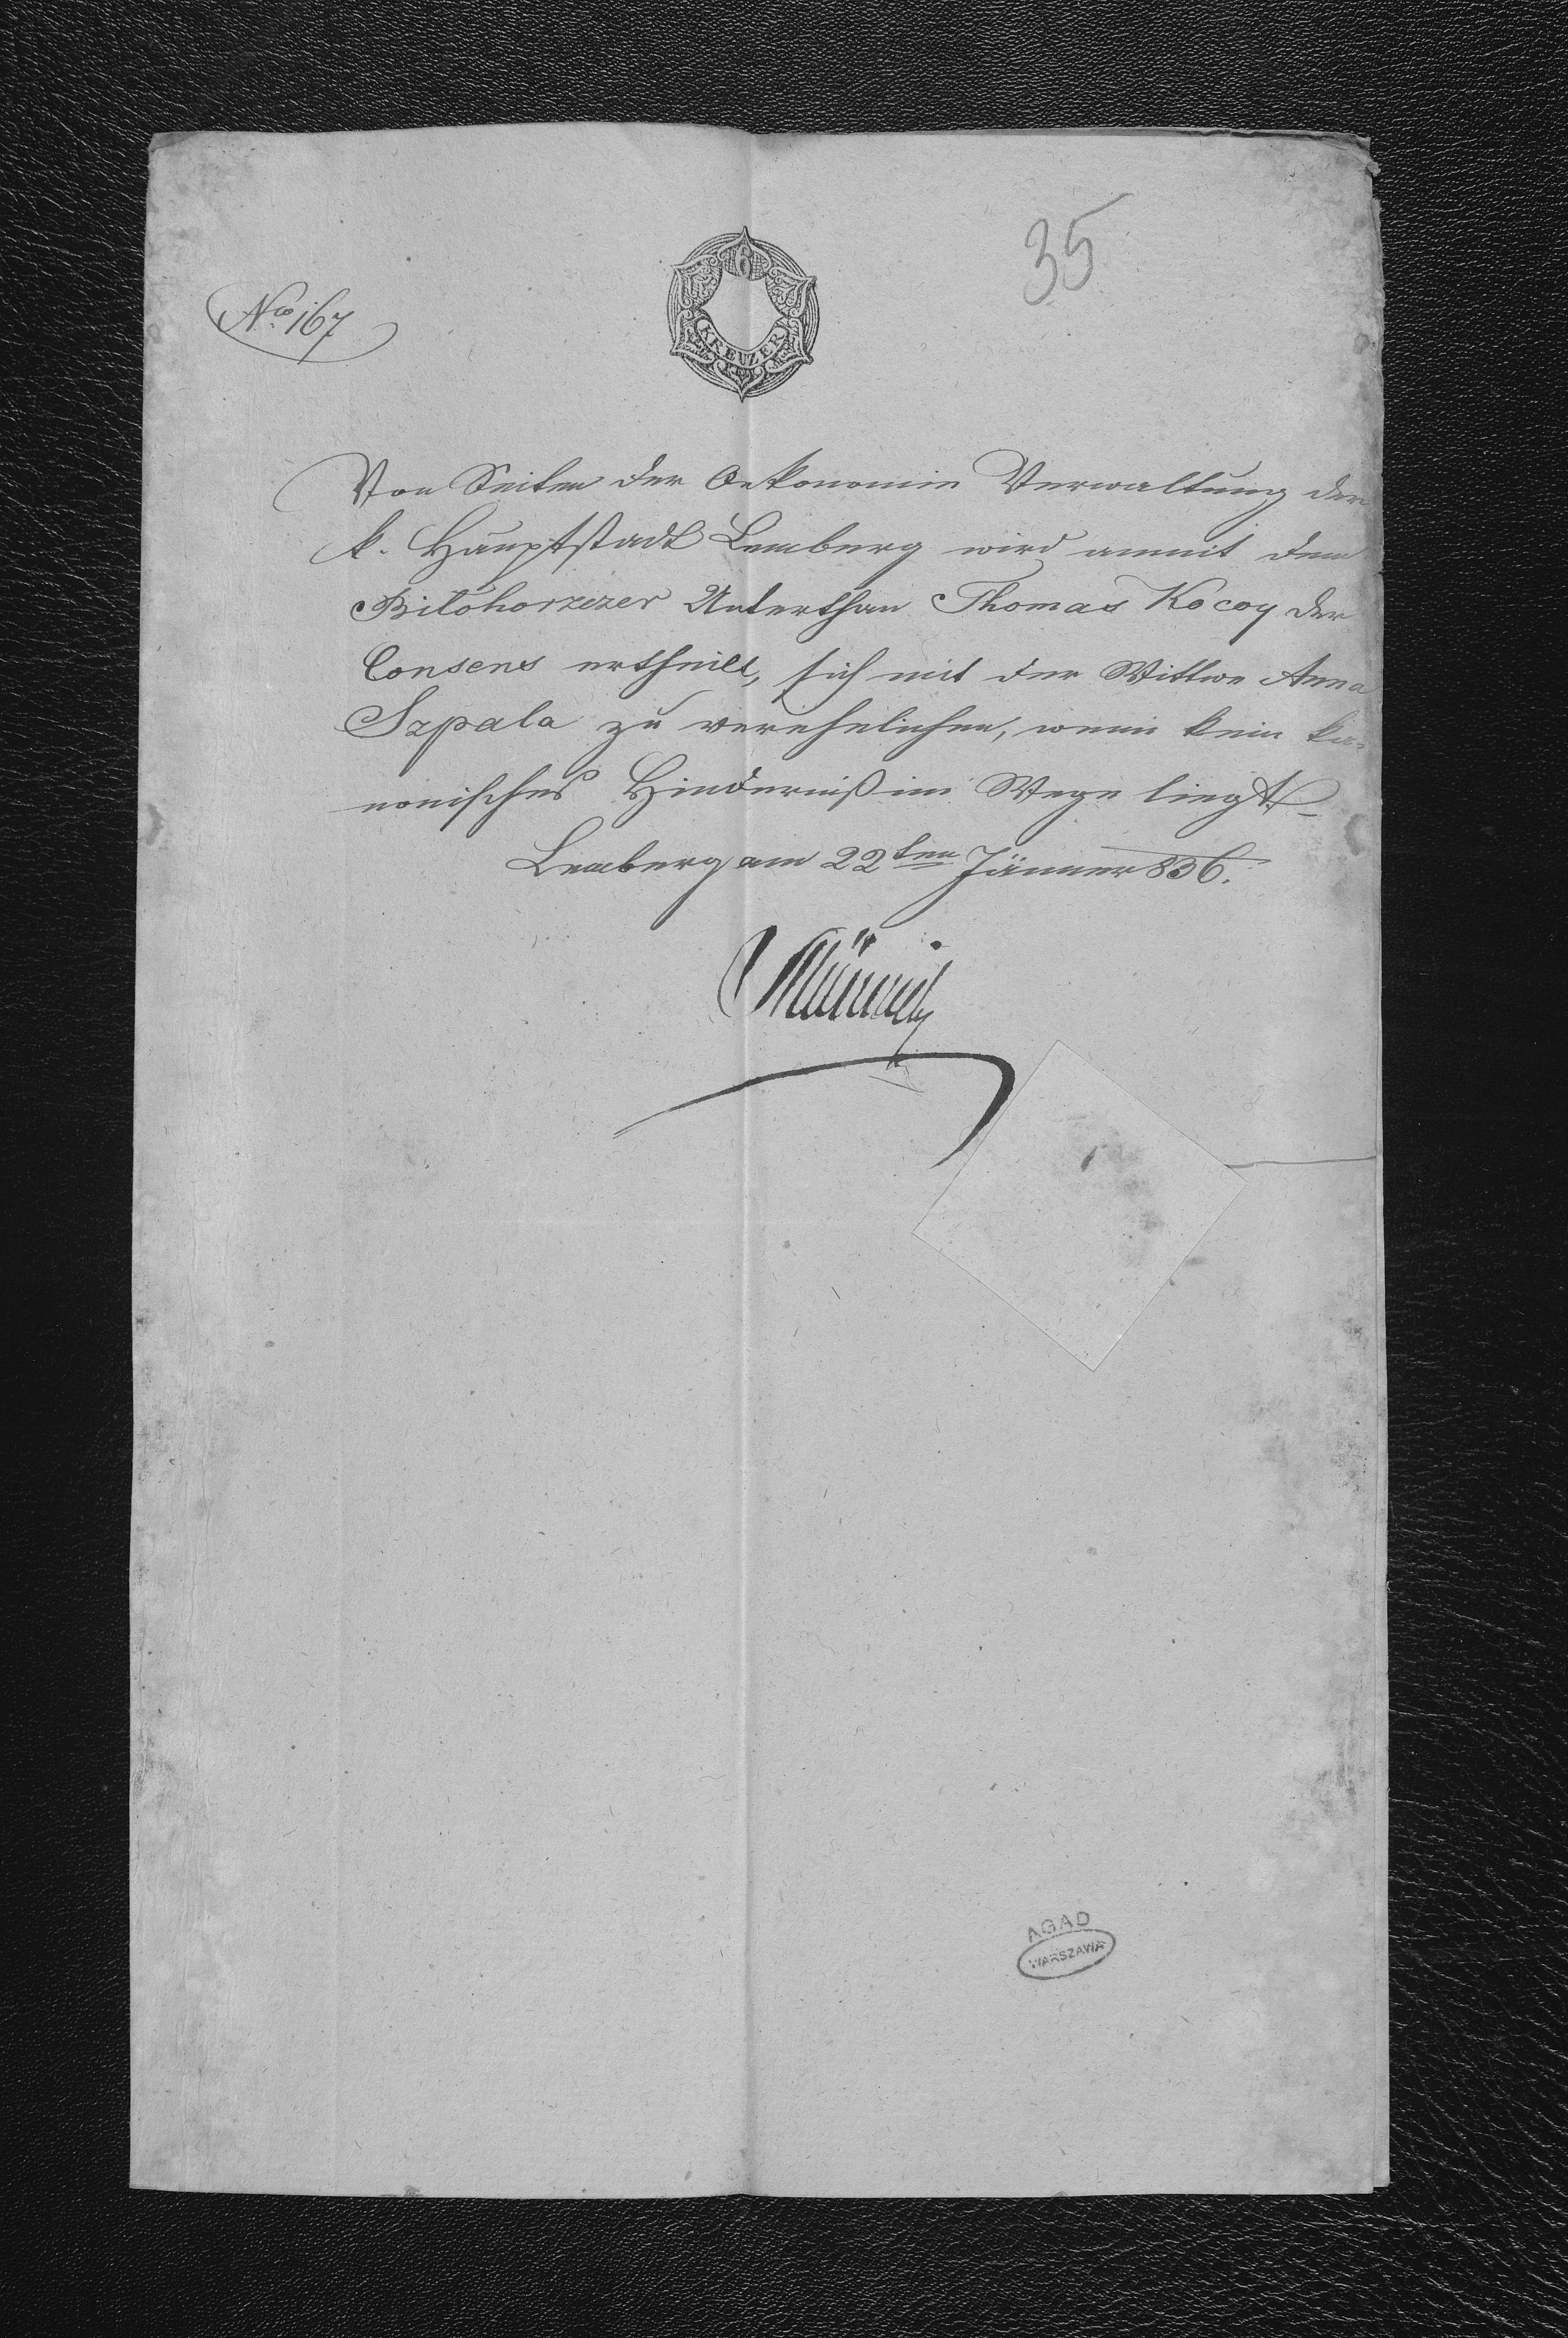 35
6
Nro 167
KREUZER
Von Seiten der Oekonomie Verwaltung der
k. Hauptstadt Lemberg wird anmit dem
Bilohorzczer Unterthan Thomas Kocoy der
Consens ertheilt, sich mit der Wittwe Anna
Szpala zu verehelichen, wenn kein ka=
nonisches Hinderniß im Wege liegt.
Lemberg am 22ten Jänner 836.
AGAD
WARSZAWA